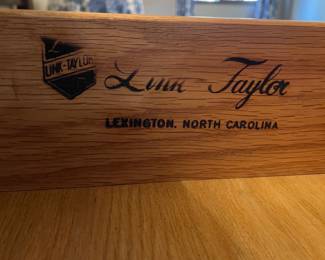 LINK-TAYLOR
Link Taylor
LEXINGTON, NORTH CAROLINA